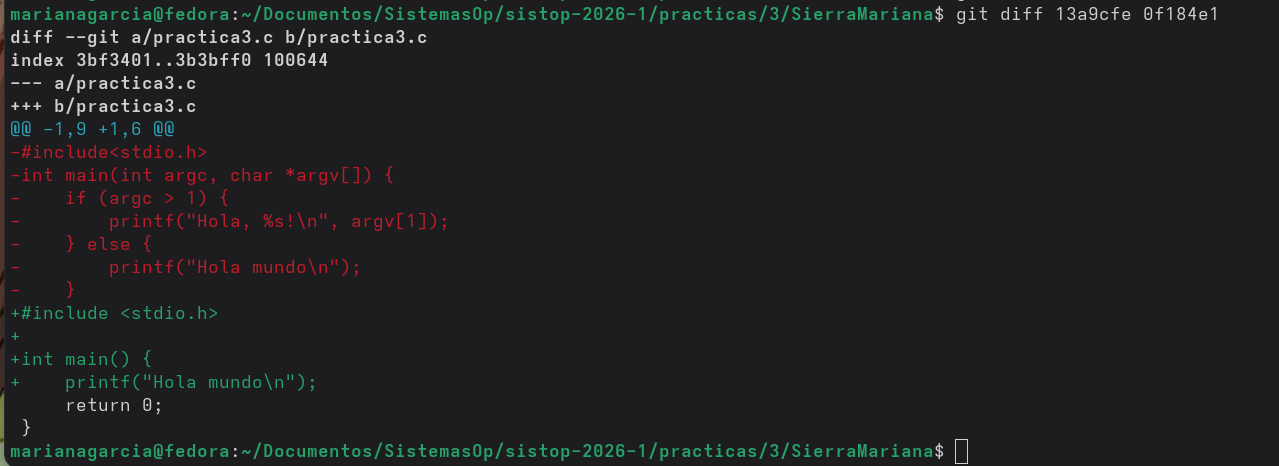 marianagarcia@fedora:~/Documentos/SistemasOp/sistop-2026-1/practicas/3/SierraMariana$ git diff 13a9cfe 0f184e1
diff --git a/practica3.c b/practica3.c
index 3bf3401..3b3bff0 100644
--- a/practica3.c
+++ b/practica3.c
@@ -1,9 +1,6 @@
-#include<stdio.h>
-int main(int argc, char *argv[]) {
-    if (argc > 1) {
-        printf("Hola, %s!\n", argv[1]);
-    } else {
-        printf("Hola mundo\n");
-    }
+#include <stdio.h>
+
+int main() {
+    printf("Hola mundo\n");
     return 0;
 }
marianagarcia@fedora:~/Documentos/SistemasOp/sistop-2026-1/practicas/3/SierraMariana$